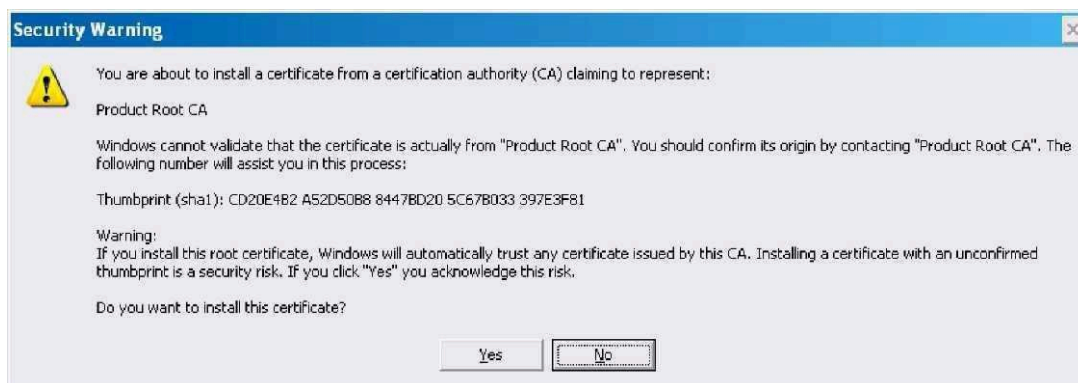 Security Warning
You are about to install a certificate from a certification authority (CA) claiming to represent:
Product Root CA
Windows cannot validate that the certificate is actually from "Product Root CA". You should confirm its origin by contacting "Product Root CA". The
following number will assist you in this process:
Thumbprint (sha1): CD20E4B2 A52D50B8 8447BD20 5C67B033 397E3F81
Warning:
If you install this root certificate, Windows will automatically trust any certificate issued by this CA. Installing a certificate with an unconfirmed
thumbprint is a security risk. If you click "Yes" you acknowledge this risk.
Do you want to install this certificate?
Yes No